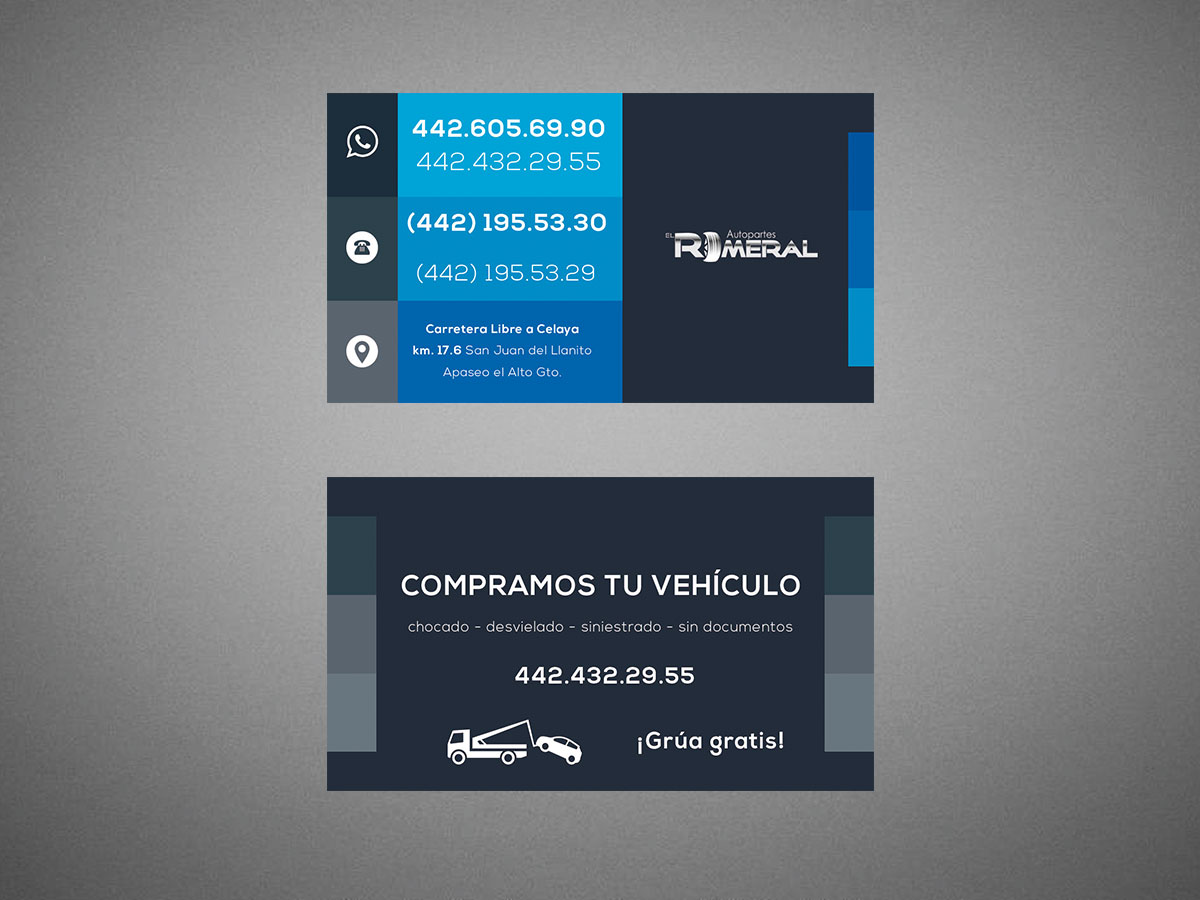 442.605.69.90
442.432.29.55
(442) 195.53.30
(442) 195.53.29
Carretera Libre a Celaya
km. 17.6 San Juan del Llanito
Apaseo el Alto Gto.
EL Autopartes
ROMERAL
COMPRAMOS TU VEHÍCULO
chocado - desvielado - siniestrado - sin documentos
442.432.29.55
¡Grúa gratis!